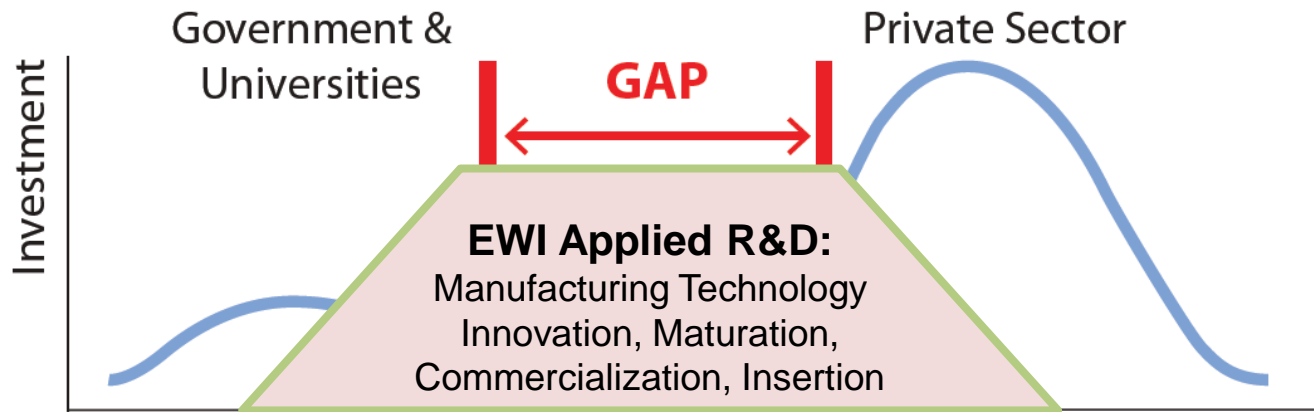 Government &
Universities
GAP
Private Sector
Investment
EWI Applied R&D:
Manufacturing Technology
Innovation, Maturation,
Commercialization, Insertion